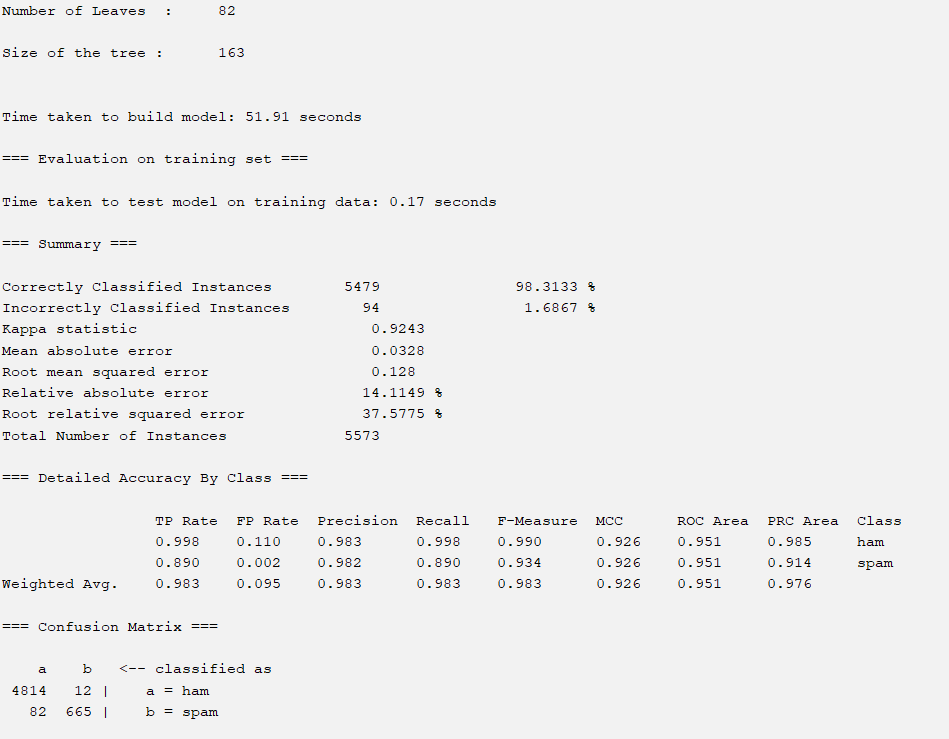 Number of Leaves  :     82
Size of the tree :      163
Time taken to build model: 51.91 seconds
=== Evaluation on training set ===
Time taken to test model on training data: 0.17 seconds
=== Summary ===
Correctly Classified Instances        5479               98.3133 %
Incorrectly Classified Instances        94                1.6867 %
Kappa statistic                          0.9243
Mean absolute error                      0.0328
Root mean squared error                  0.128
Relative absolute error                 14.1149 %
Root relative squared error             37.5775 %
Total Number of Instances             5573
=== Detailed Accuracy By Class ===
                 TP Rate  FP Rate  Precision  Recall   F-Measure  MCC      ROC Area  PRC Area  Class
                 0.998    0.110    0.983      0.998    0.990      0.926    0.951     0.985     ham
                 0.890    0.002    0.982      0.890    0.934      0.926    0.951     0.914     spam
Weighted Avg.    0.983    0.095    0.983      0.983    0.983      0.926    0.951     0.976
=== Confusion Matrix ===
    a    b   <-- classified as
 4814   12 |    a = ham
   82  665 |    b = spam